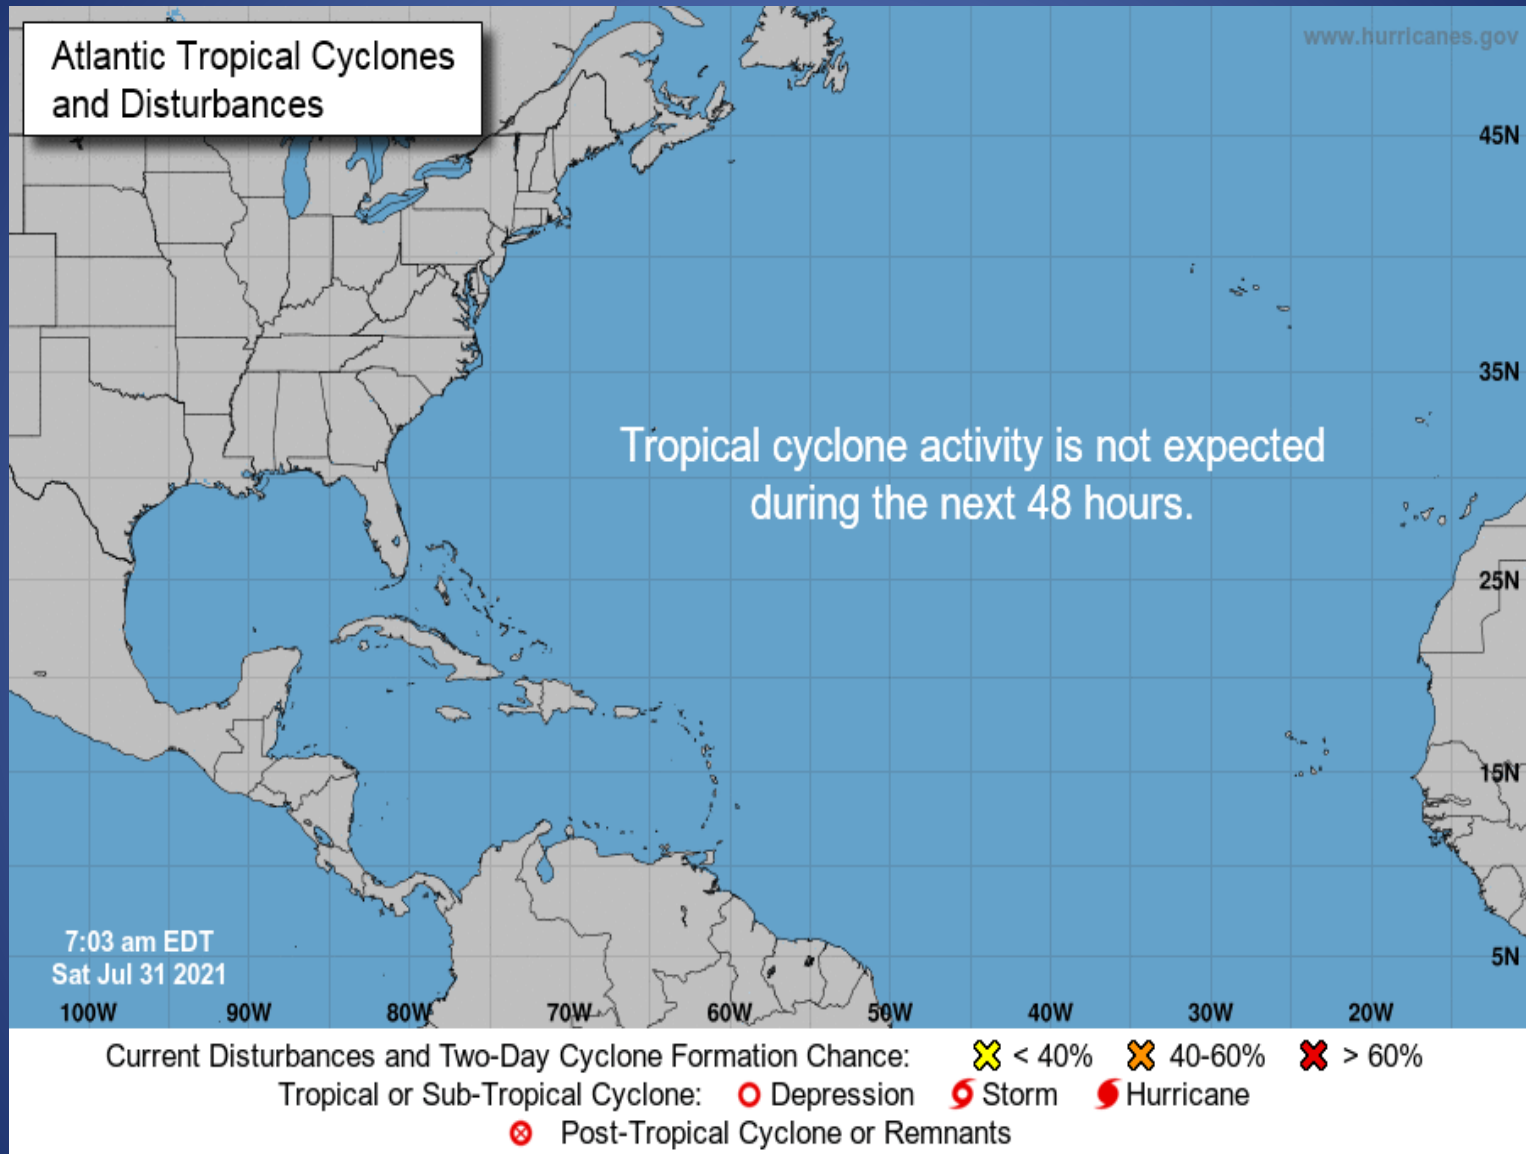 Atlantic Tropical Cyclones
and Disturbances
www.hurricanes.gov
45N
35N
Tropical cyclone activity is not expected
during the next 48 hours.
25N
15N
7:03 am EDT
Sat Jul 31 2021
5N
100W 90W 80W 70W 60W 50W 40W 30W 20W
Current Disturbances and Two-Day Cyclone Formation Chance: < 40% 40-60% > 60%
Tropical or Sub-Tropical Cyclone: Depression Storm Hurricane
Post-Tropical Cyclone or Remnants